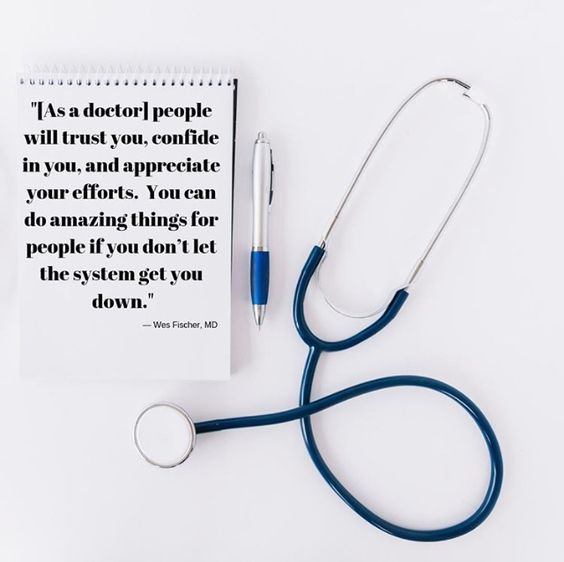 "[As a doctor] people
will trust you, confide
in you, and appreciate
your efforts. You can
do amazing things for
people if you don’t let
the system get you
down."
— Wes Fischer, MD